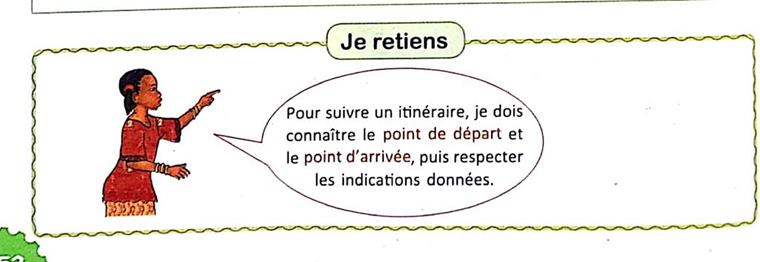 Je retiens
Pour suivre un itinéraire, je dois
connaître le point de départ et
le point d'arrivée, puis respecter
les indications données.